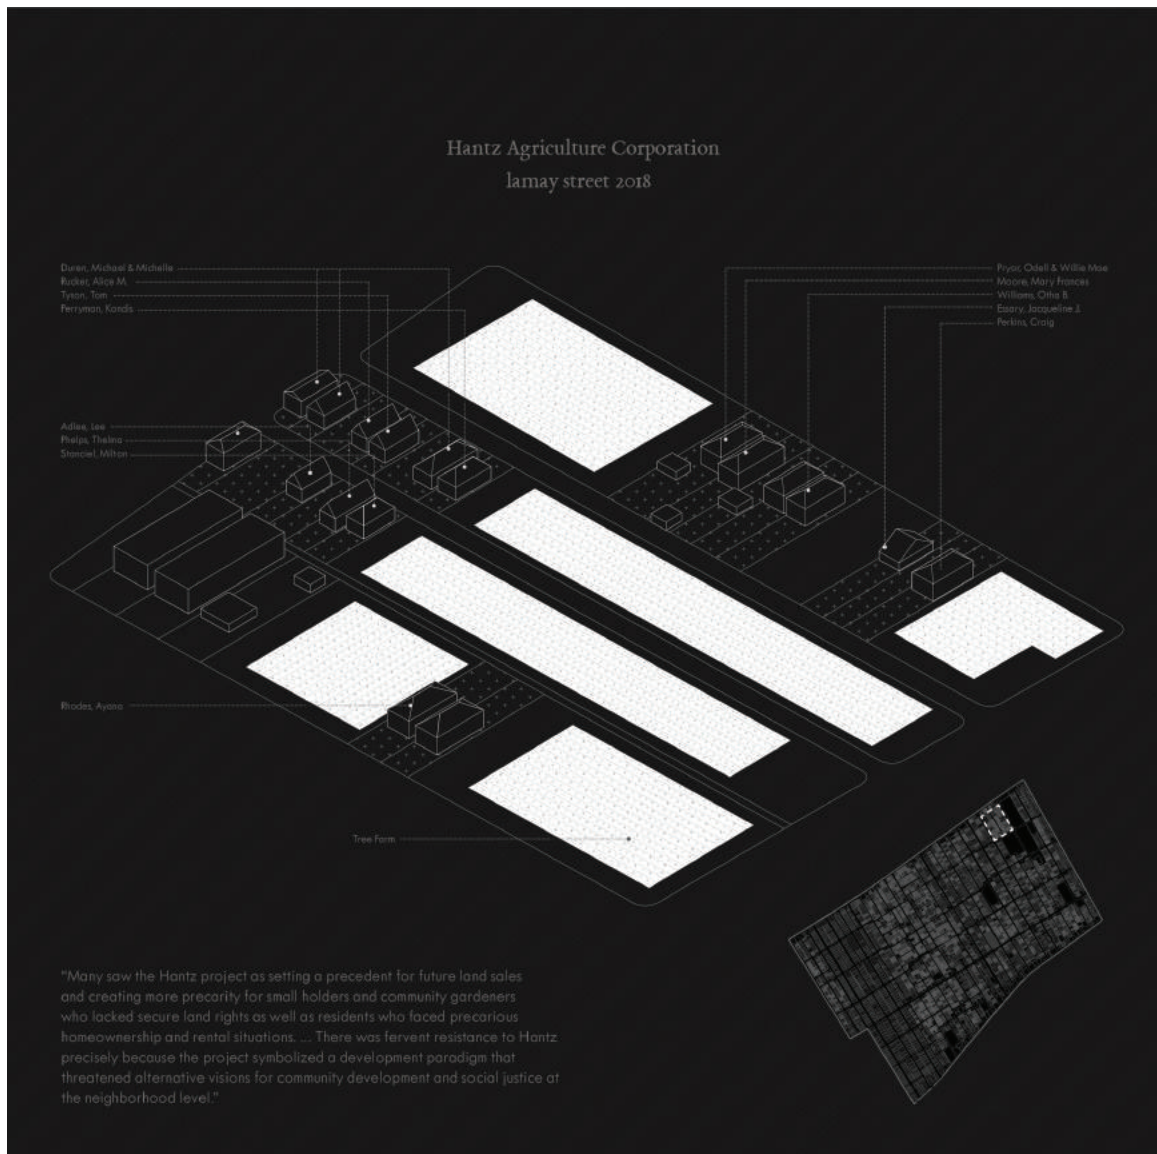 Hantz Agriculture Corporation
lamay street 2018
Duren, Michael & Michelle
Rucker, Alice M.
Tyson, Tom
Perryman, Kandis
Pryor, Odell & Willie Mae
Moore, Mary Frances
Williams, Otha B.
Essary, Jacqueline J.
Perkins, Craig
Adlee, Lee
Phelps, Thelma
Stanciel, Milton
Rhodes, Ayana
Tree Farm
"Many saw the Hantz project as setting a precedent for future land sales
and creating more precarity for small holders and community gardeners
who lacked secure land rights as well as residents who faced precarious
homeownership and rental situations. ... There was fervent resistance to Hantz
precisely because the project symbolized a development paradigm that
threatened alternative visions for community development and social justice at
the neighborhood level."